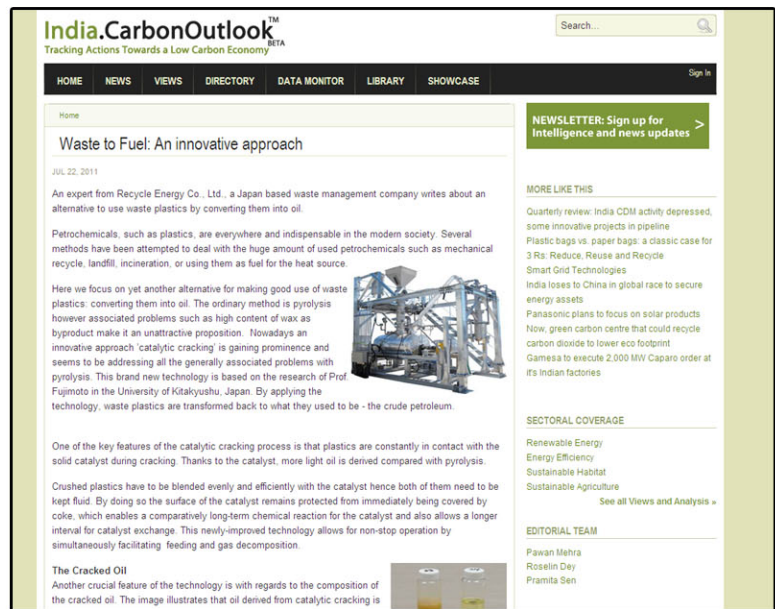 India.CarbonOutlook™
BETA
Tracking Actions Towards a Low Carbon Economy
Search...
HOME NEWS VIEWS DIRECTORY DATA MONITOR LIBRARY SHOWCASE
Sign In
Home
Waste to Fuel: An innovative approach
JUL 22, 2011
An expert from Recycle Energy Co., Ltd., a Japan based waste management company writes about an
alternative to use waste plastics by converting them into oil.
Petrochemicals, such as plastics, are everywhere and indispensable in the modern society. Several
methods have been attempted to deal with the huge amount of used petrochemicals such as mechanical
recycle, landfill, incineration, or using them as fuel for the heat source.
Here we focus on yet another alternative for making good use of waste
plastics: converting them into oil. The ordinary method is pyrolysis
however associated problems such as high content of wax as
byproduct make it an unattractive proposition. Nowadays an
innovative approach 'catalytic cracking' is gaining prominence and
seems to be addressing all the generally associated problems with
pyrolysis. This brand new technology is based on the research of Prof.
Fujimoto in the University of Kitakyushu, Japan. By applying the
technology, waste plastics are transformed back to what they used to be - the crude petroleum.
One of the key features of the catalytic cracking process is that plastics are constantly in contact with the
solid catalyst during cracking. Thanks to the catalyst, more light oil is derived compared with pyrolysis.
Crushed plastics have to be blended evenly and efficiently with the catalyst hence both of them need to be
kept fluid. By doing so the surface of the catalyst remains protected from immediately being covered by
coke, which enables a comparatively long-term chemical reaction for the catalyst and also allows a longer
interval for catalyst exchange. This newly-improved technology allows for non-stop operation by
simultaneously facilitating feeding and gas decomposition.
The Cracked Oil
Another crucial feature of the technology is with regards to the composition of
the cracked oil. The image illustrates that oil derived from catalytic cracking is
NEWSLETTER: Sign up for
Intelligence and news updates >
MORE LIKE THIS
Quarterly review: India CDM activity depressed,
some innovative projects in pipeline
Plastic bags vs. paper bags: a classic case for
3 Rs: Reduce, Reuse and Recycle
Smart Grid Technologies
India loses to China in global race to secure
energy assets
Panasonic plans to focus on solar products
Now, green carbon centre that could recycle
carbon dioxide to lower eco footprint
Gamesa to execute 2,000 MW Caparo order at
it's Indian factories
SECTORAL COVERAGE
Renewable Energy
Energy Efficiency
Sustainable Habitat
Sustainable Agriculture
See all Views and Analysis »
EDITORIAL TEAM
Pawan Mehra
Roselin Dey
Pramita Sen